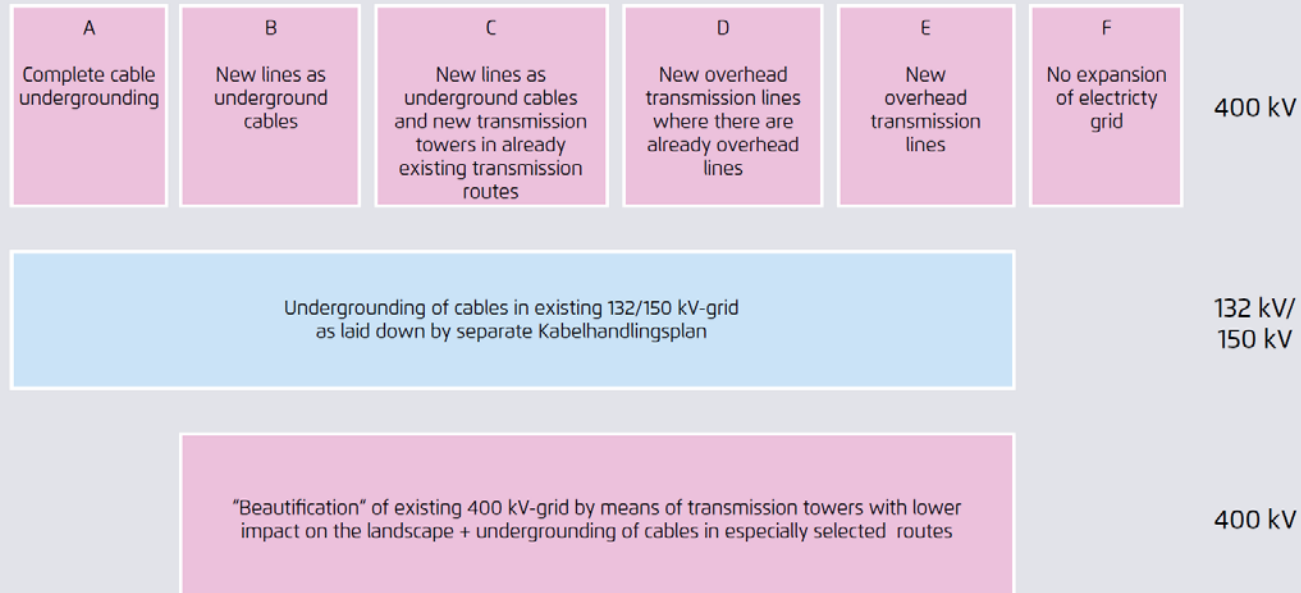 A
Complete cable
undergrounding
B
New lines as
underground
cables
C
New lines as
underground cables
and new transmission
towers in already
existing transmission
routes
D
New overhead
transmission lines
where there are
already overhead
lines
E
New
overhead
transmission
lines
F
No expansion
of electricty
grid
400 kV
Undergrounding of cables in existing 132/150 kV-grid
as laid down by separate Kabelhandlingsplan
132 kV/
150 kV
"Beautification" of existing 400 kV-grid by means of transmission towers with lower
impact on the landscape + undergrounding of cables in especially selected routes
400 kV